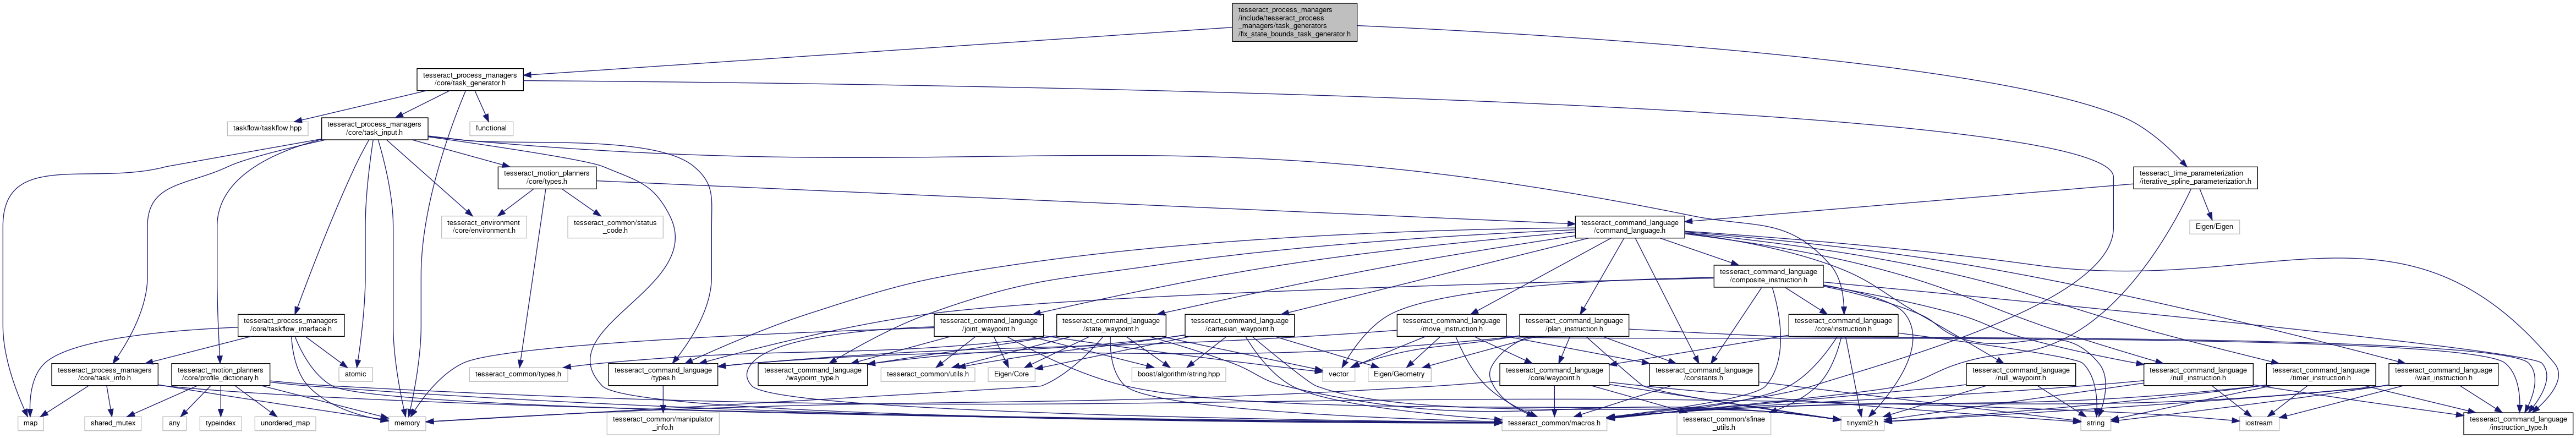 tesseract_process_managers
/include/tesseract_process
_managers/task_generators
/fix_state_bounds_task_generator.h
tesseract_process_managers
/core/task_generator.h
taskflow/taskflow.hpp
tesseract_process_managers
/core/task_input.h
functional
tesseract_motion_planners
/core/types.h
tesseract_time_parameterization
/iterative_spline_parameterization.h
tesseract_environment
/core/environment.h
tesseract_common/status
_code.h
tesseract_command_language
/command_language.h
Eigen/Eigen
tesseract_command_language
/composite_instruction.h
tesseract_process_managers
/core/taskflow_interface.h
tesseract_command_language
/joint_waypoint.h
tesseract_command_language
/state_waypoint.h
tesseract_command_language
/cartesian_waypoint.h
tesseract_command_language
/move_instruction.h
tesseract_command_language
/plan_instruction.h
tesseract_command_language
/core/instruction.h
tesseract_process_managers
/core/task_info.h
tesseract_motion_planners
/core/profile_dictionary.h
atomic
tesseract_common/types.h
tesseract_command_language
/types.h
tesseract_command_language
/waypoint_type.h
tesseract_common/utils.h
Eigen/Core
boost/algorithm/string.hpp
vector
Eigen/Geometry
tesseract_command_language
/core/waypoint.h
tesseract_command_language
/constants.h
tesseract_command_language
/null_waypoint.h
tesseract_command_language
/null_instruction.h
tesseract_command_language
/timer_instruction.h
tesseract_command_language
/wait_instruction.h
map
shared_mutex
any
typeindex
unordered_map
memory
tesseract_common/manipulator
_info.h
tesseract_common/macros.h
tesseract_common/sfinae
_utils.h
tinyxml2.h
string
iostream
tesseract_command_language
/instruction_type.h